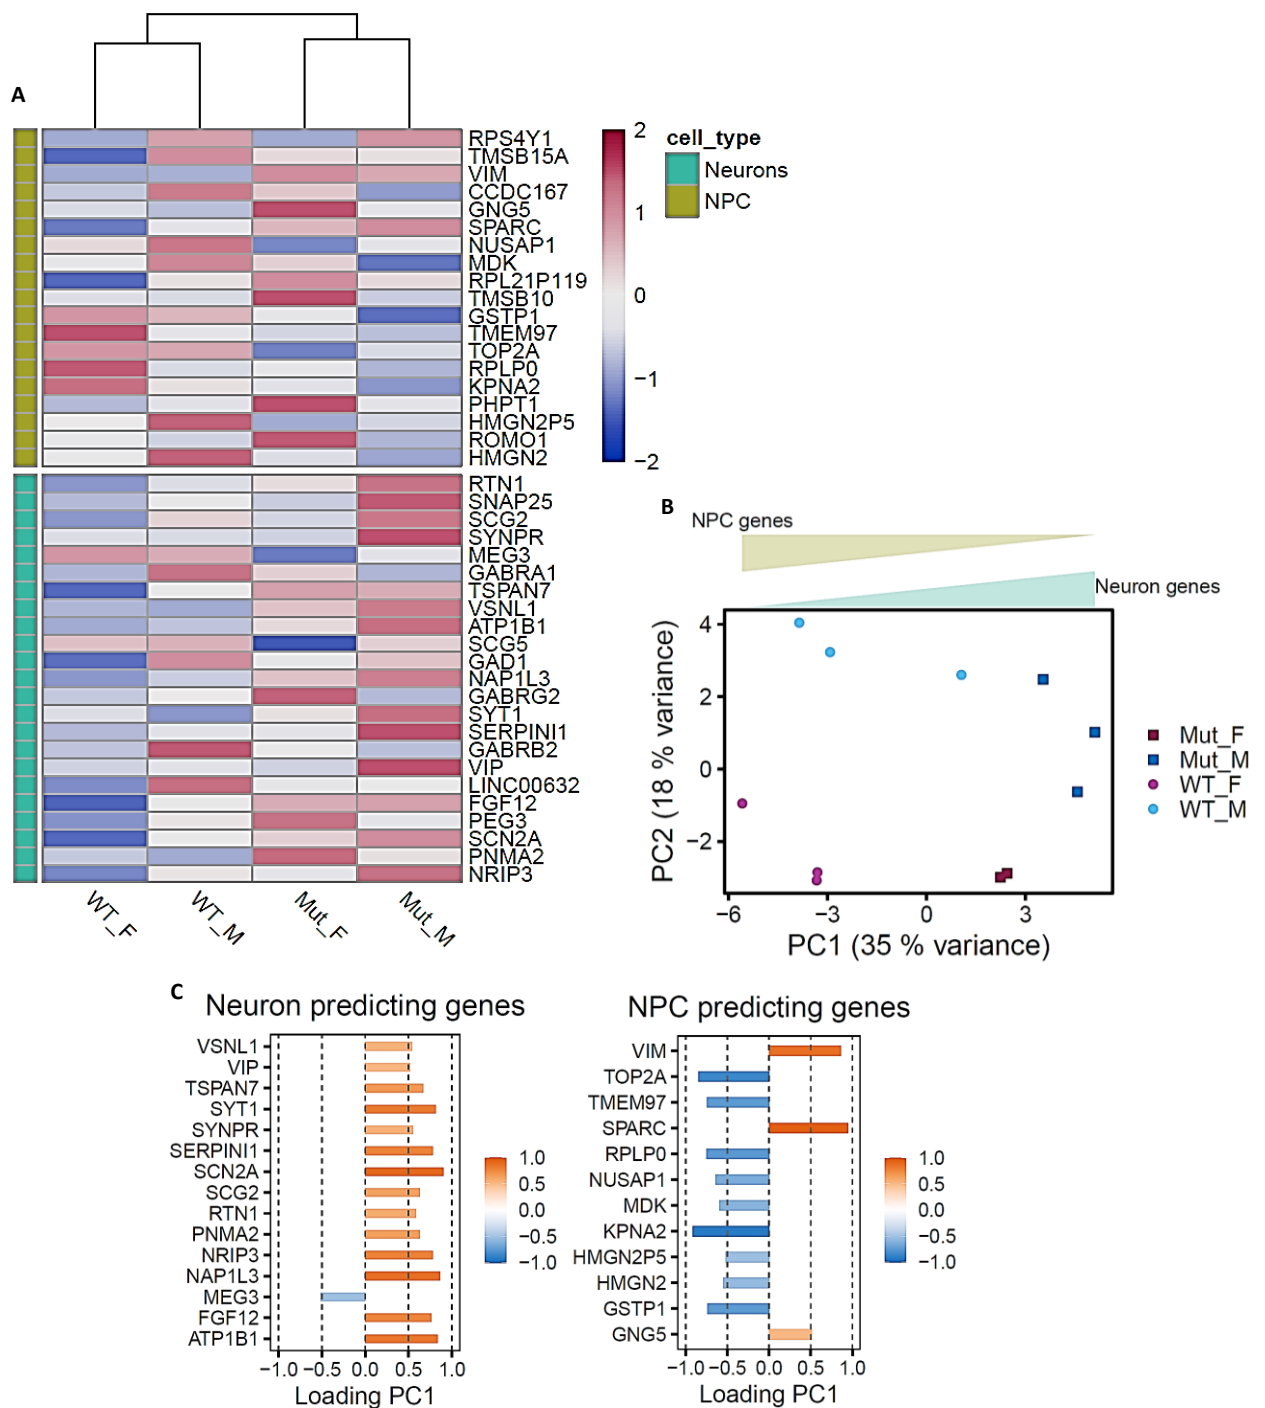 A
RPS4Y1
TMSB15A
VIM
CCDC167
GNG5
SPARC
NUSAP1
MDK
RPL21P119
TMSB10
GSTP1
TMEM97
TOP2A
RPLP0
KPNA2
PHPT1
HMGN2P5
ROMO1
HMGN2
RTN1
SNAP25
SCG2
SYNPR
MEG3
GABRA1
TSPAN7
VSNL1
ATP1B1
SCG5
GAD1
NAP1L3
GABRG2
SYT1
SERPINI1
GABRB2
VIP
LINC00632
FGF12
PEG3
SCN2A
PNMA2
NRIP3
WT_F
WT_M
Mut_F
Mut_M
2
1
0
−1
−2
cell_type
Neurons
NPC
B
NPC genes
Neuron genes
PC2 (18 % variance)
4
2
0
−2
−6
−3
0
3
PC1 (35 % variance)
Mut_F
Mut_M
WT_F
WT_M
C
Neuron predicting genes
VSNL1
VIP
TSPAN7
SYT1
SYNPR
SERPINI1
SCN2A
SCG2
RTN1
PNMA2
NRIP3
NAP1L3
MEG3
FGF12
ATP1B1
−1.0 −0.5 0.0 0.5 1.0
Loading PC1
1.0
0.5
0.0
−0.5
−1.0
NPC predicting genes
VIM
TOP2A
TMEM97
SPARC
RPLP0
NUSAP1
MDK
KPNA2
HMGN2P5
HMGN2
GSTP1
GNG5
−1.0 −0.5 0.0 0.5 1.0
Loading PC1
1.0
0.5
0.0
−0.5
−1.0